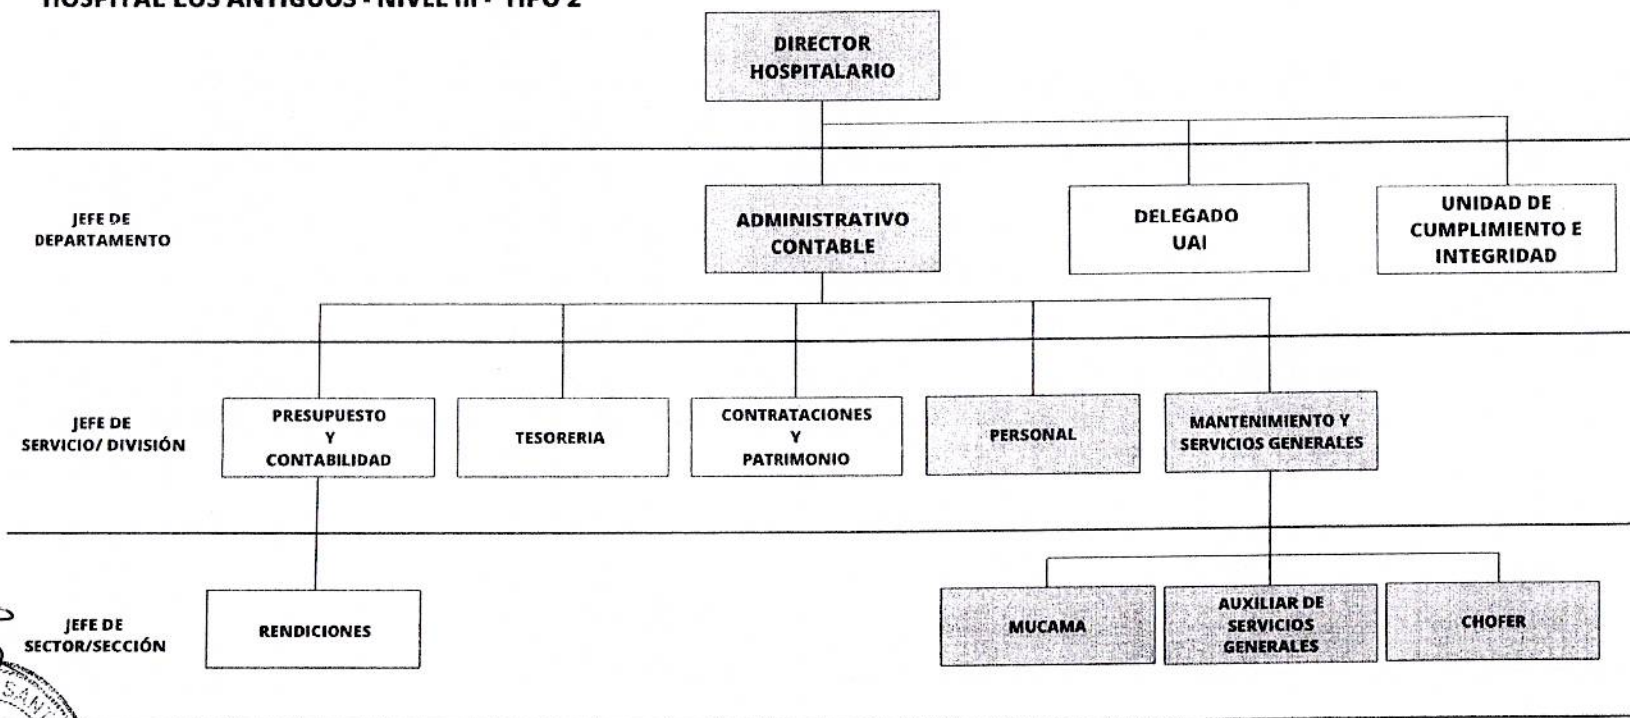 HOSPITAL LOS ANTIGUOS - NIVEL III - TIPO 2
DIRECTOR
HOSPITALARIO
JEFE DE
DEPARTAMENTO
ADMINISTRATIVO
CONTABLE
DELEGADO
UAI
UNIDAD DE
CUMPLIMIENTO E
INTEGRIDAD
JEFE DE
SERVICIO/ DIVISIÓN
PRESUPUESTO
Y
CONTABILIDAD
TESORERIA
CONTRATACIONES
Y
PATRIMONIO
PERSONAL
MANTENIMIENTO Y
SERVICIOS GENERALES
JEFE DE
SECTOR/SECCIÓN
RENDICIONES
MUCAMA
AUXILIAR DE
SERVICIOS
GENERALES
CHOFER